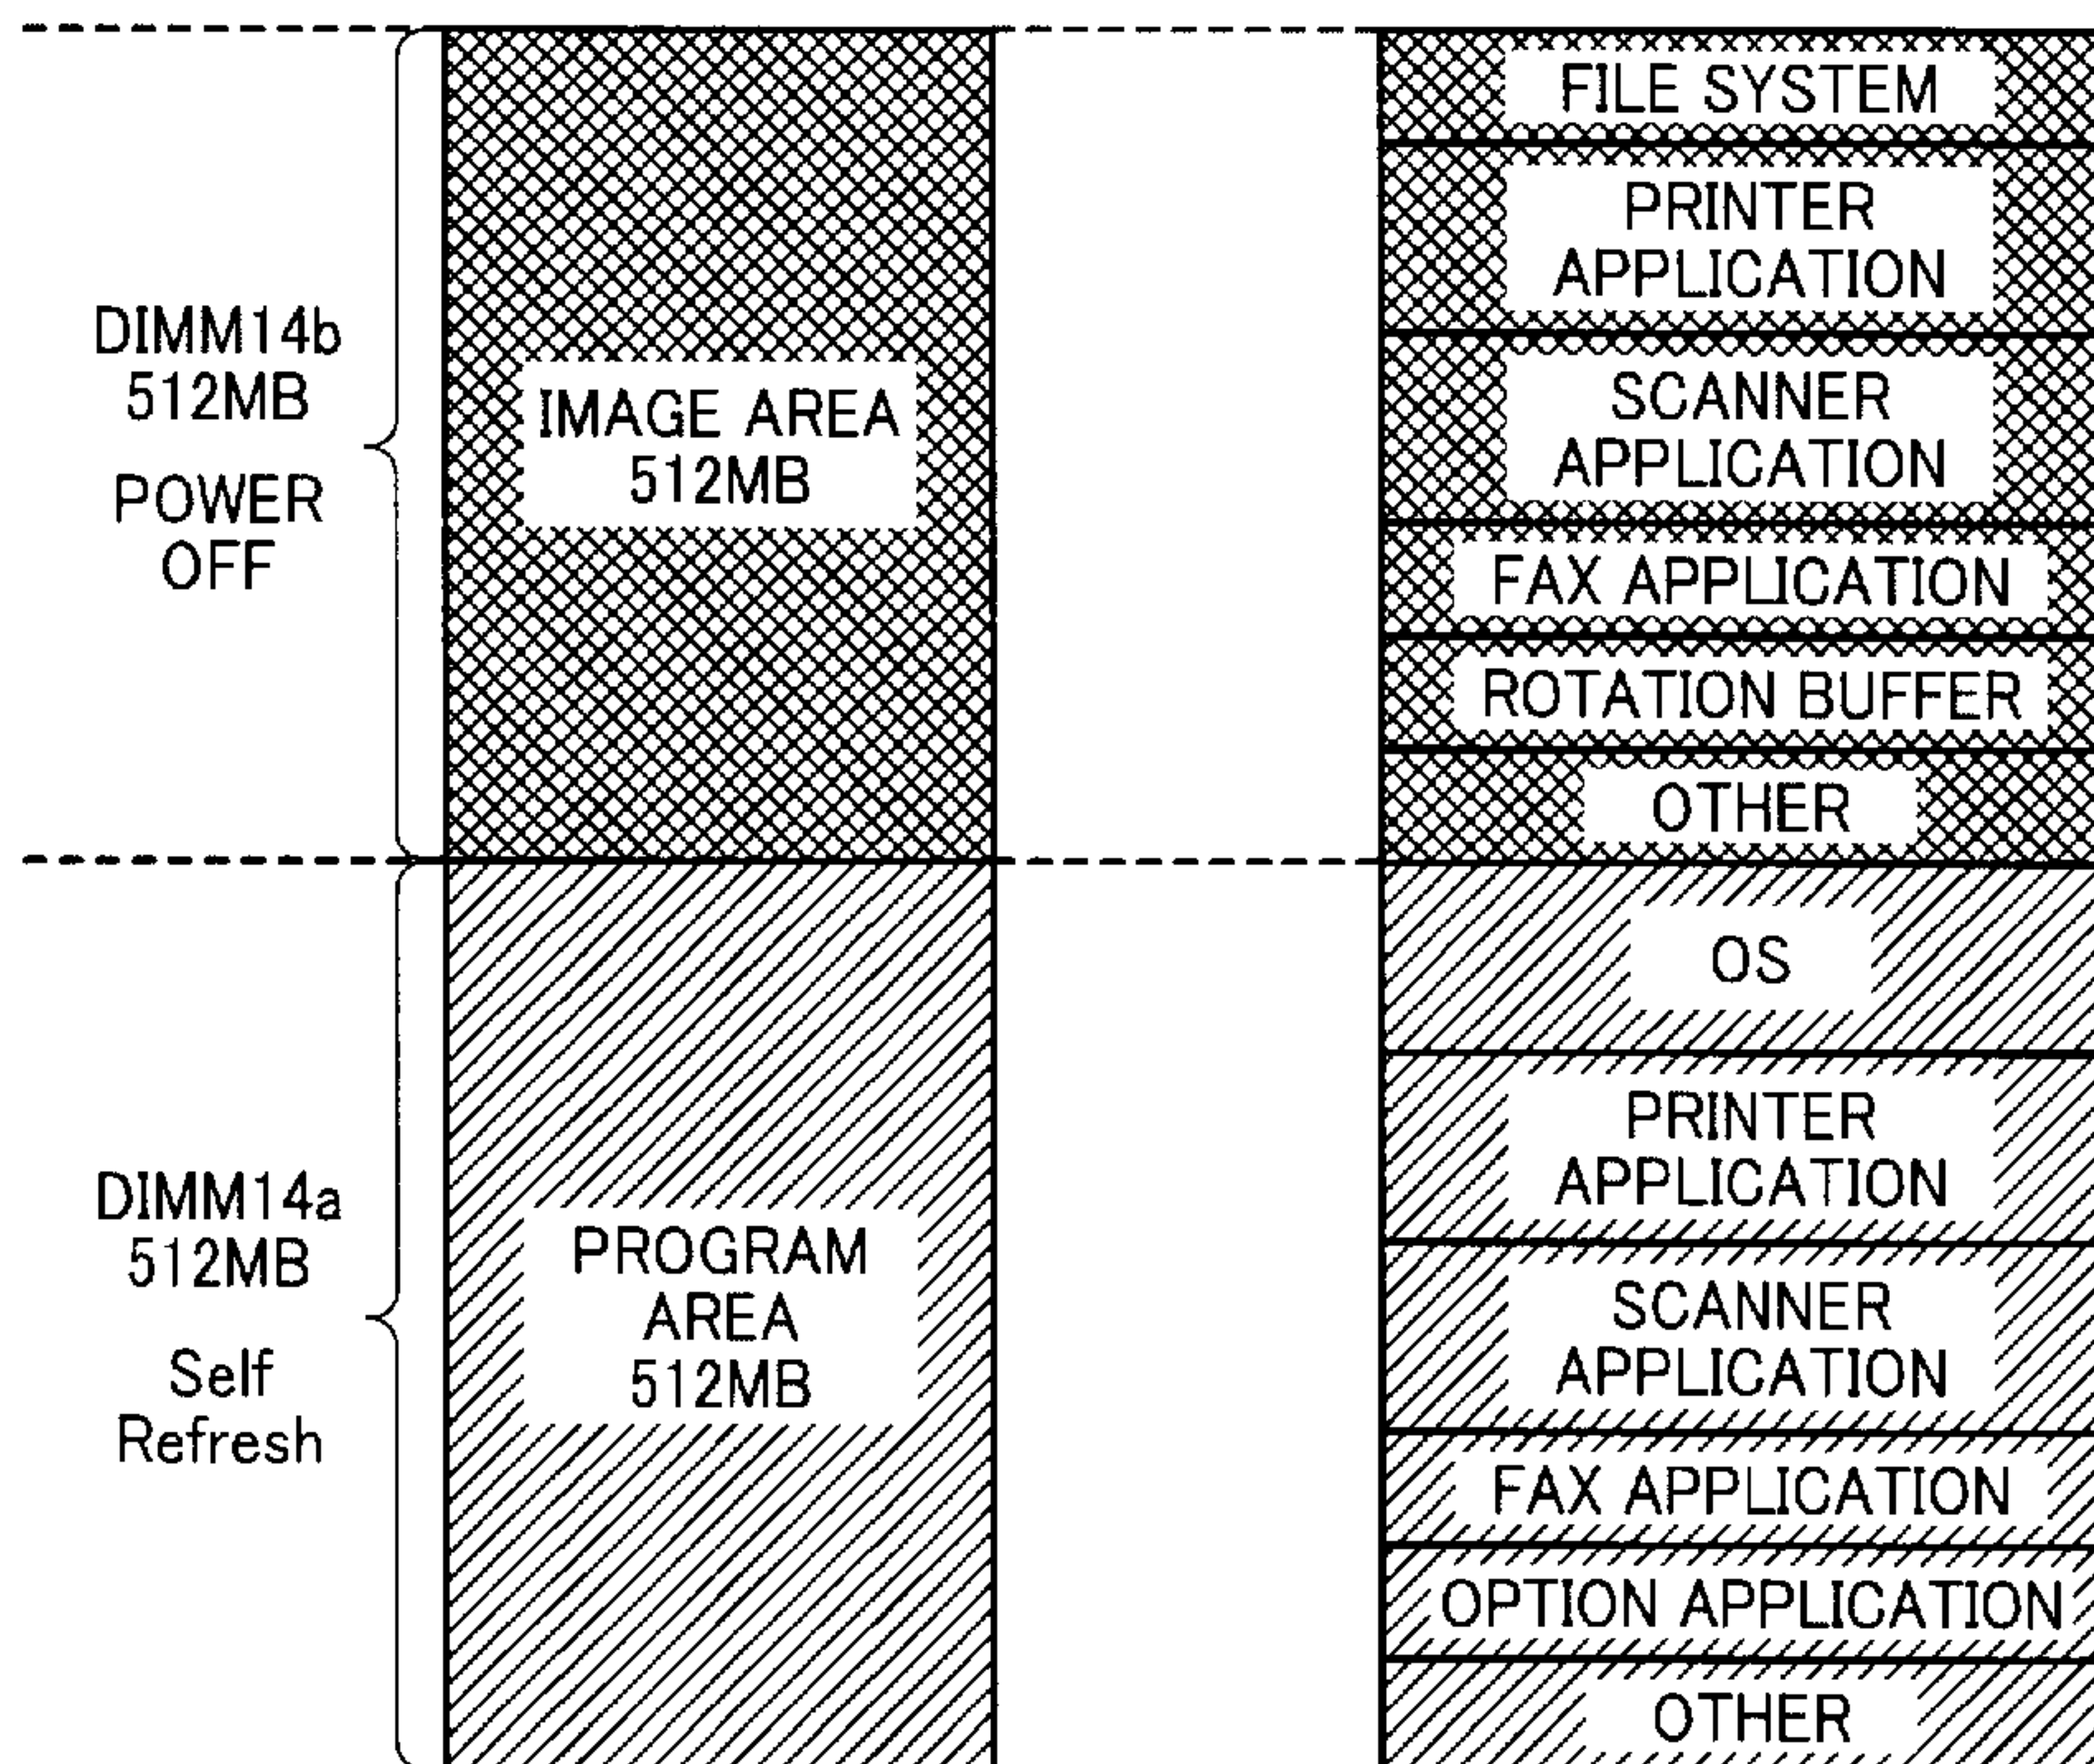 DIMM14b
512MB
POWER
OFF
IMAGE AREA
512MB
FILE SYSTEM
PRINTER
APPLICATION
SCANNER
APPLICATION
FAX APPLICATION
ROTATION BUFFER
OTHER
DIMM14a
512MB
Self
Refresh
PROGRAM
AREA
512MB
OS
PRINTER
APPLICATION
SCANNER
APPLICATION
FAX APPLICATION
OPTION APPLICATION
OTHER